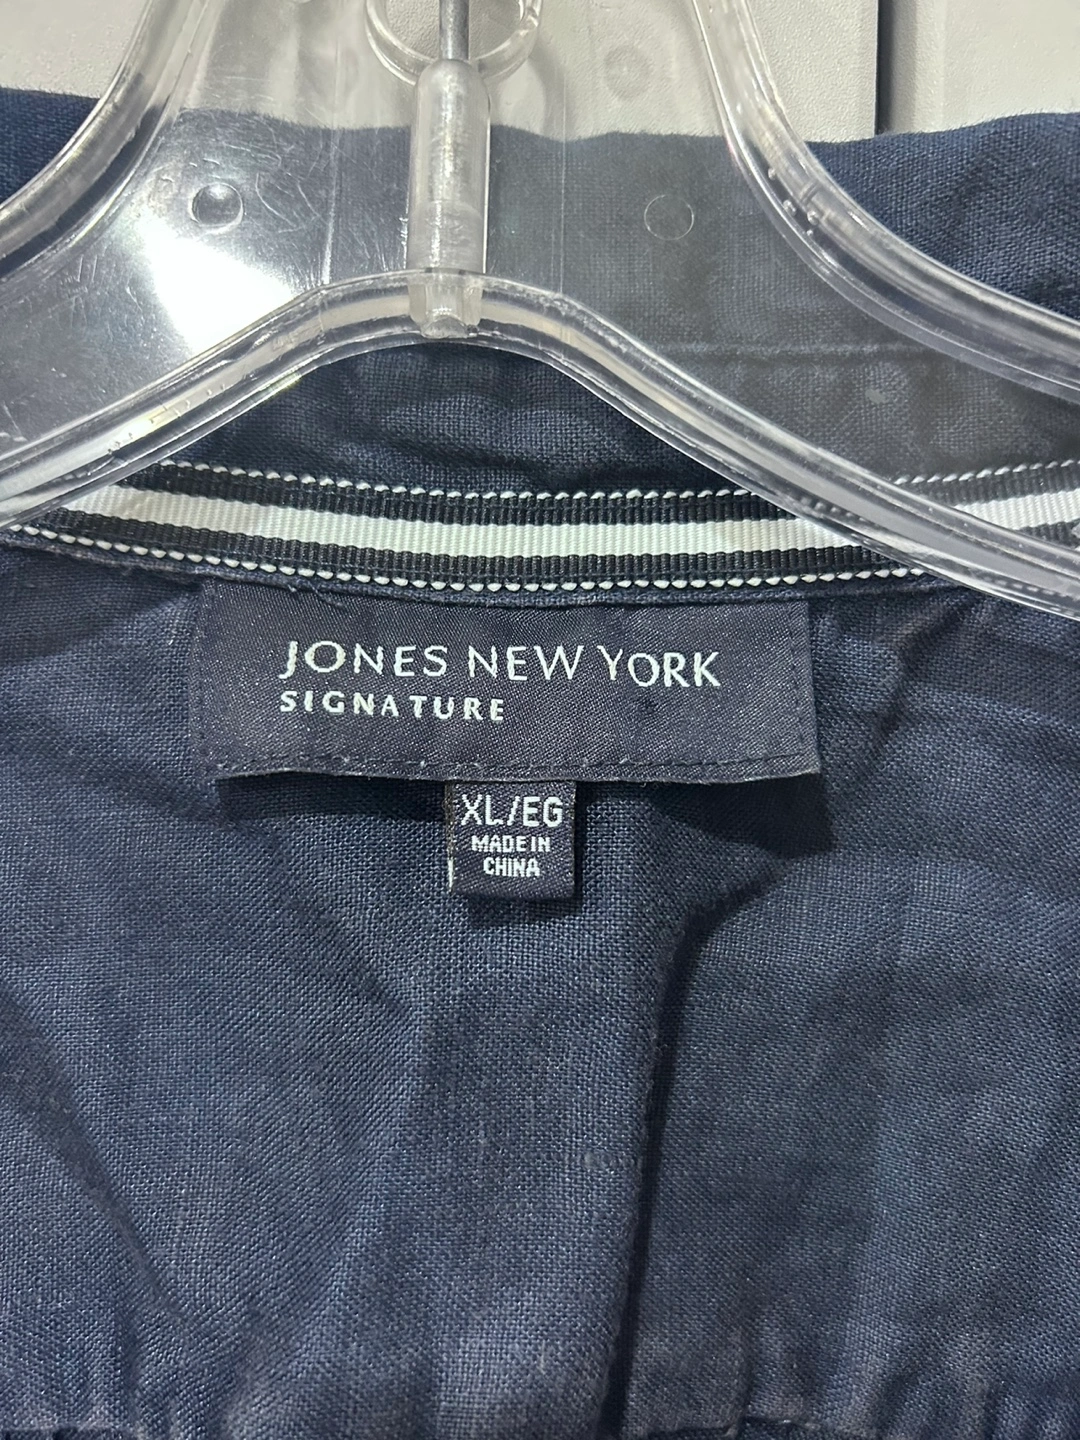 JONES NEW YORK
SIGNATURE
XL/EG
MADE IN
CHINA